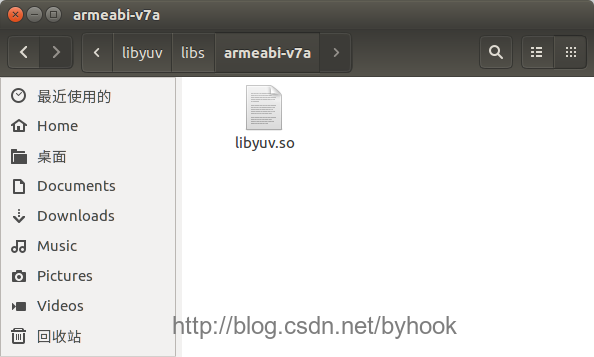 armeabi-v7a
libyuv libs armeabi-v7a
最近使用的
Home
桌面
Documents
Downloads
Music
Pictures
Videos
回收站
libyuv.so
http://blog.csdn.net/byhook